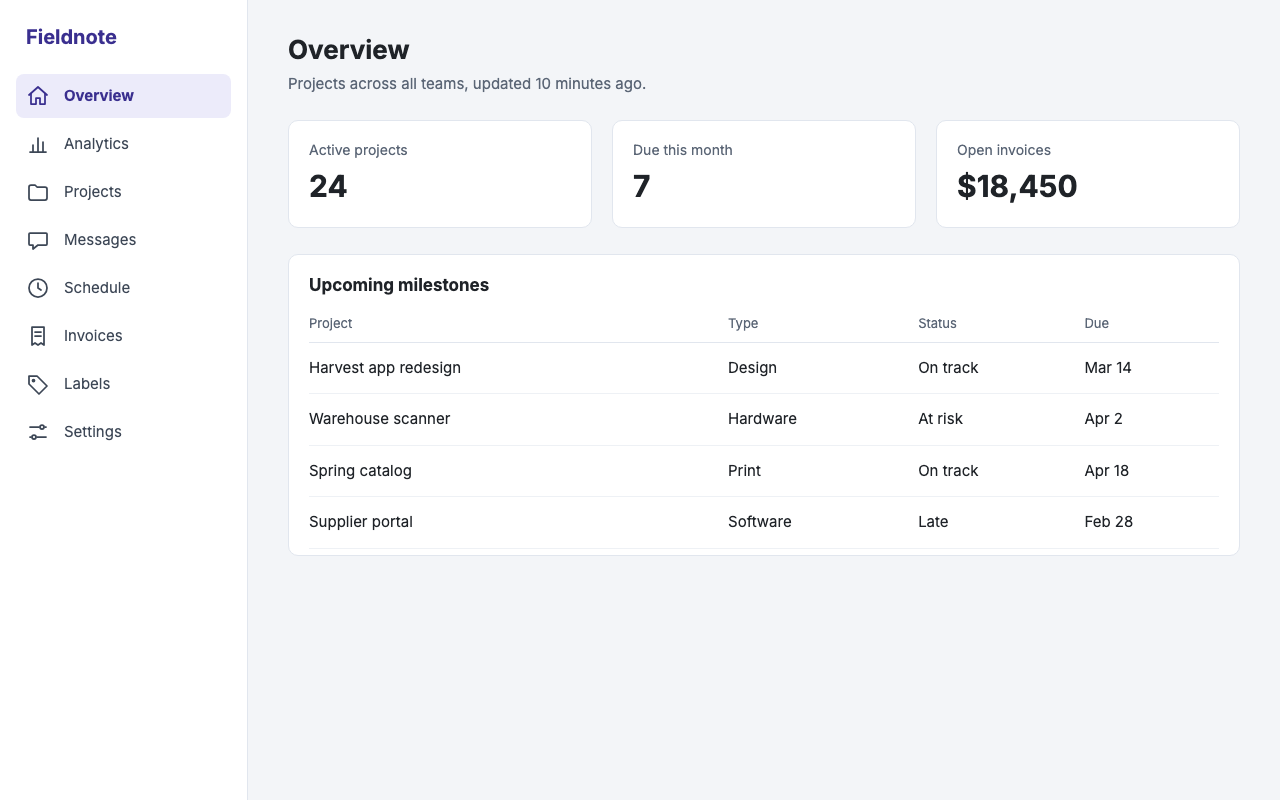 Fieldnote
Overview
Analytics
Projects
Messages
Schedule
Invoices
Labels
Settings
Overview
Projects across all teams, updated 10 minutes ago.
Active projects
24
Due this month
7
Open invoices
$18,450
Upcoming milestones
Project Type Status Due
Harvest app redesign Design On track Mar 14
Warehouse scanner Hardware At risk Apr 2
Spring catalog Print On track Apr 18
Supplier portal Software Late Feb 28